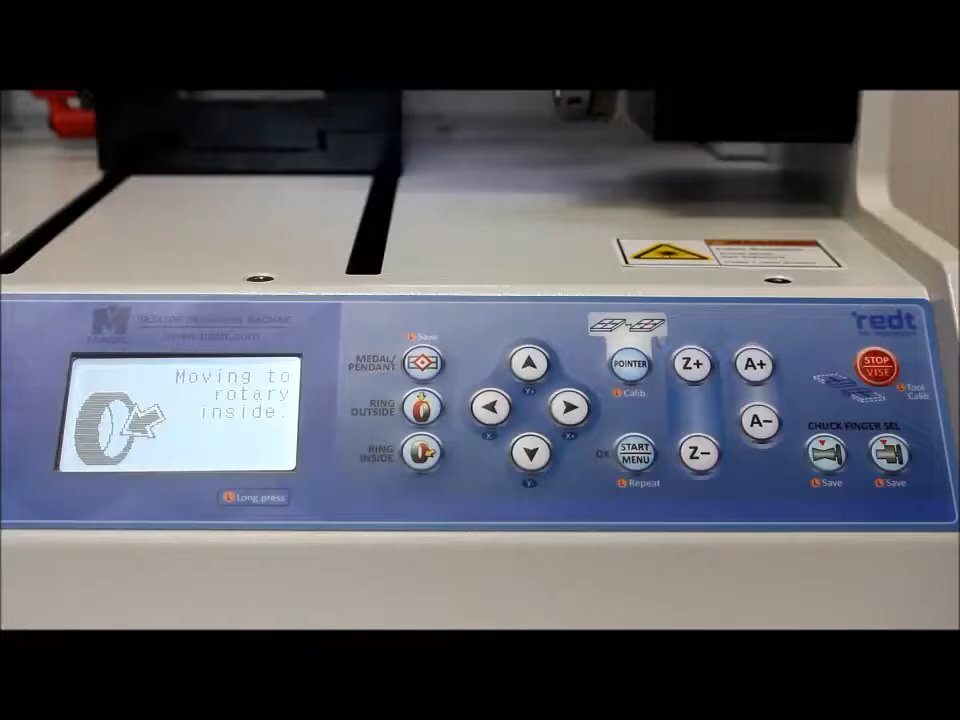 MAGIC
Moving to
rotary
inside.
L Long press
L Save
MEDAL/
PENDANT
RING
OUTSIDE
RING
INSIDE
Y+
X-
X+
Y-
POINTER
L Calib.
OK
START
MENU
L Repeat
Z+
Z-
A+
A-
redt
STOP
VISE
L Tool
Calib.
CHUCK FINGER SEL
L Save
L Save